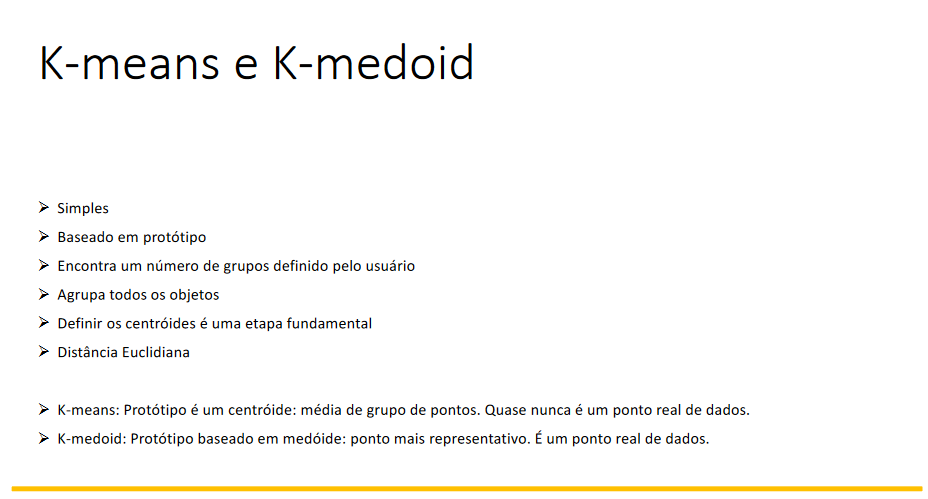 K-means e K-medoid
➢ Simples
➢ Baseado em protótipo
➢ Encontra um número de grupos definido pelo usuário
➢ Agrupa todos os objetos
➢ Definir os centróides é uma etapa fundamental
➢ Distância Euclidiana
➢ K-means: Protótipo é um centróide: média de grupo de pontos. Quase nunca é um ponto real de dados.
➢ K-medoid: Protótipo baseado em medóide: ponto mais representativo. É um ponto real de dados.